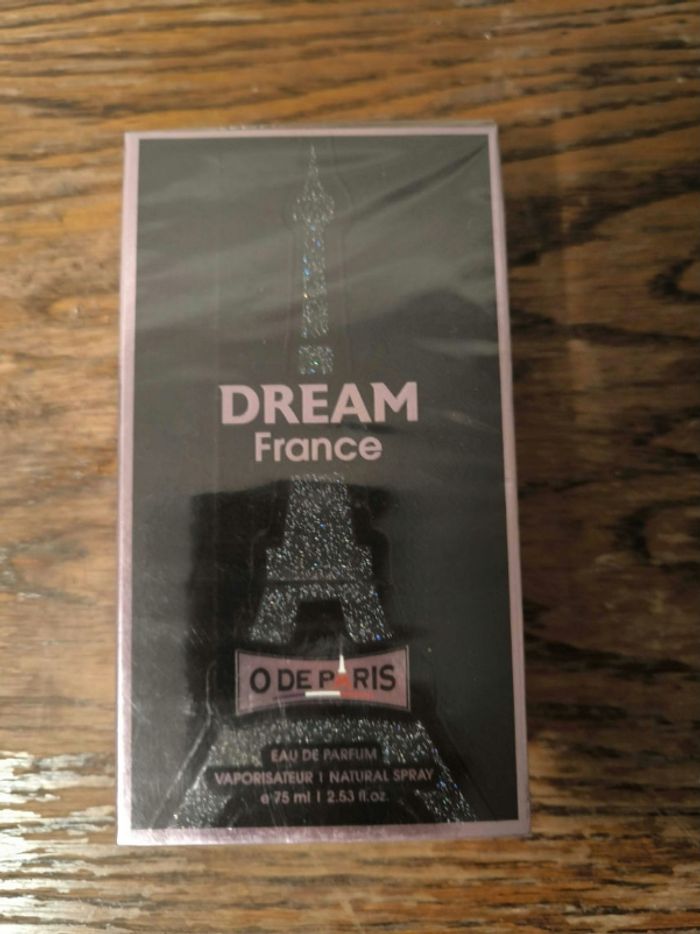 DREAM
France
O DE PARIS
EAU DE PARFUM
VAPORISATEUR | NATURAL SPRAY
e 75 ml | 2.53 fl.oz.